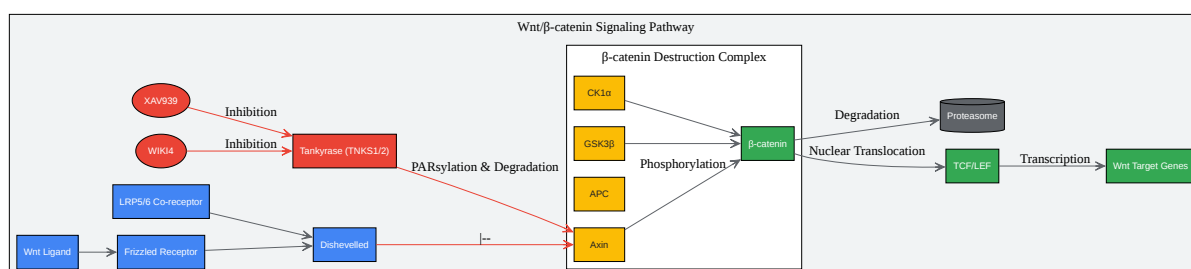 Wnt/β-catenin Signaling Pathway
β-catenin Destruction Complex
XAV939
Inhibition
WIKI4
Inhibition
Tankyrase (TNKS1/2)
PARsylation & Degradation
LRP5/6 Co-receptor
Wnt Ligand
Frizzled Receptor
Dishevelled
|--
CK1α
GSK3β
APC
Axin
Phosphorylation
β-catenin
Degradation
Proteasome
Nuclear Translocation
TCF/LEF
Transcription
Wnt Target Genes